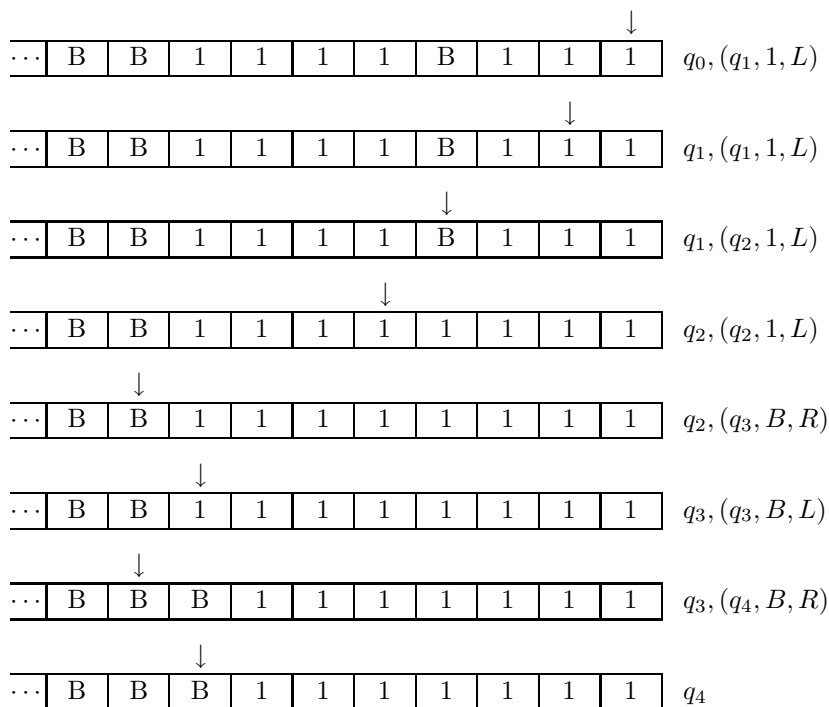 ↓
⋯ B B 1 1 1 1 B 1 1 1 q₀, (q₁, 1, L)
↓
⋯ B B 1 1 1 1 B 1 1 1 q₁, (q₁, 1, L)
↓
⋯ B B 1 1 1 1 B 1 1 1 q₁, (q₂, 1, L)
↓
⋯ B B 1 1 1 1 1 1 1 1 q₂, (q₂, 1, L)
↓
⋯ B B 1 1 1 1 1 1 1 1 q₂, (q₃, B, R)
↓
⋯ B B 1 1 1 1 1 1 1 1 q₃, (q₃, B, L)
↓
⋯ B B B 1 1 1 1 1 1 1 q₃, (q₄, B, R)
↓
⋯ B B B 1 1 1 1 1 1 1 q₄